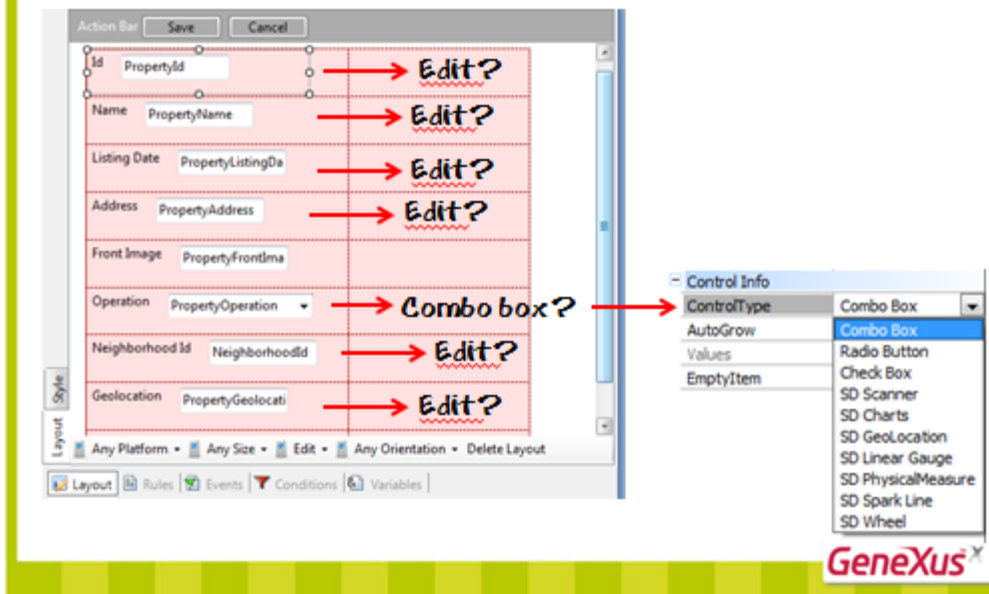 Action Bar Save Cancel
Id PropertyId Edit?
Name PropertyName Edit?
Listing Date PropertyListingDa Edit?
Address PropertyAddress Edit?
Front Image PropertyFrontIma
Operation PropertyOperation Combo box?
Neighborhood Id NeighborhoodId Edit?
Geolocation PropertyGeolocati Edit?
Style
Layout
Any Platform Any Size Edit Any Orientation Delete Layout
Layout Rules Events Conditions Variables
Control Info
ControlType Combo Box
AutoGrow Combo Box
Values Radio Button
EmptyItem Check Box
SD Scanner
SD Charts
SD GeoLocation
SD Linear Gauge
SD PhysicalMeasure
SD Spark Line
SD Wheel
GeneXus X